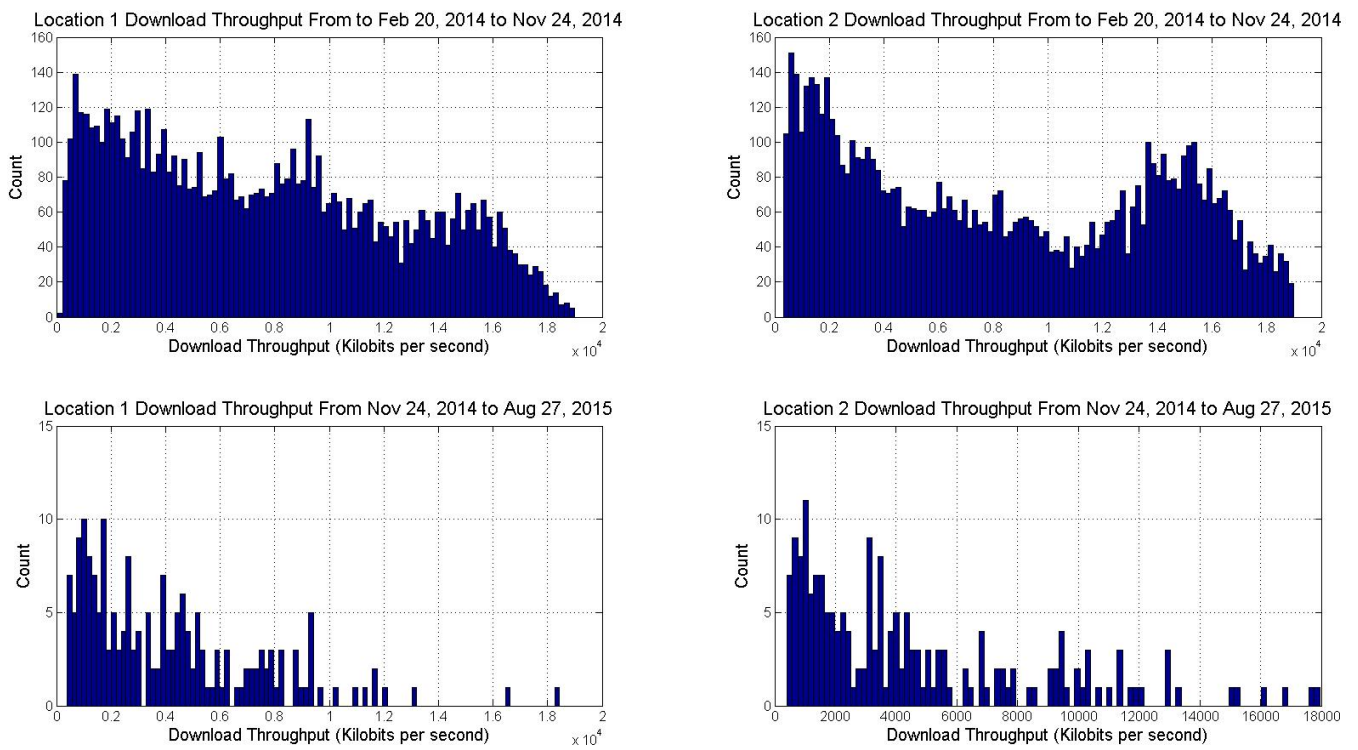 Location 1 Download Throughput From to Feb 20, 2014 to Nov 24, 2014
160
140
120
100
80
60
40
20
0
Count
0 0.2 0.4 0.6 0.8 1 1.2 1.4 1.6 1.8 2
Download Throughput (Kilobits per second)
x 10^4
Location 2 Download Throughput From to Feb 20, 2014 to Nov 24, 2014
160
140
120
100
80
60
40
20
0
Count
0 0.2 0.4 0.6 0.8 1 1.2 1.4 1.6 1.8 2
Download Throughput (Kilobits per second)
x 10^4
Location 1 Download Throughput From Nov 24, 2014 to Aug 27, 2015
15
10
5
0
Count
0 0.2 0.4 0.6 0.8 1 1.2 1.4 1.6 1.8 2
Download Throughput (Kilobits per second)
x 10^4
Location 2 Download Throughput From Nov 24, 2014 to Aug 27, 2015
15
10
5
0
Count
0 2000 4000 6000 8000 10000 12000 14000 16000 18000
Download Throughput (Kilobits per second)